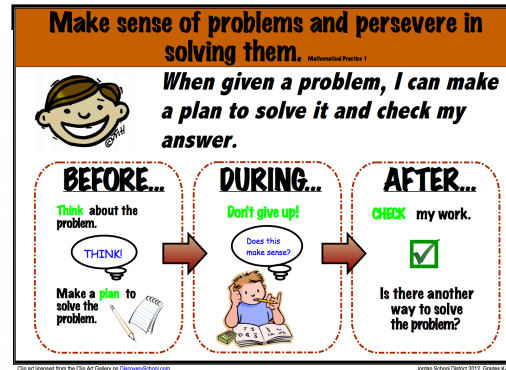 Make sense of problems and persevere in
solving them. Mathematical Practice 1
When given a problem, I can make
a plan to solve it and check my
answer.
BEFORE...
Think about the
problem.
THINK!
Make a plan to
solve the
problem.
DURING...
Don't give up!
Does this
make sense?
AFTER...
CHECK my work.
Is there another
way to solve
the problem?
Clip art licensed from the Clip Art Gallery on DiscoverySchool.com
Jordan School District 2012, Grades K-